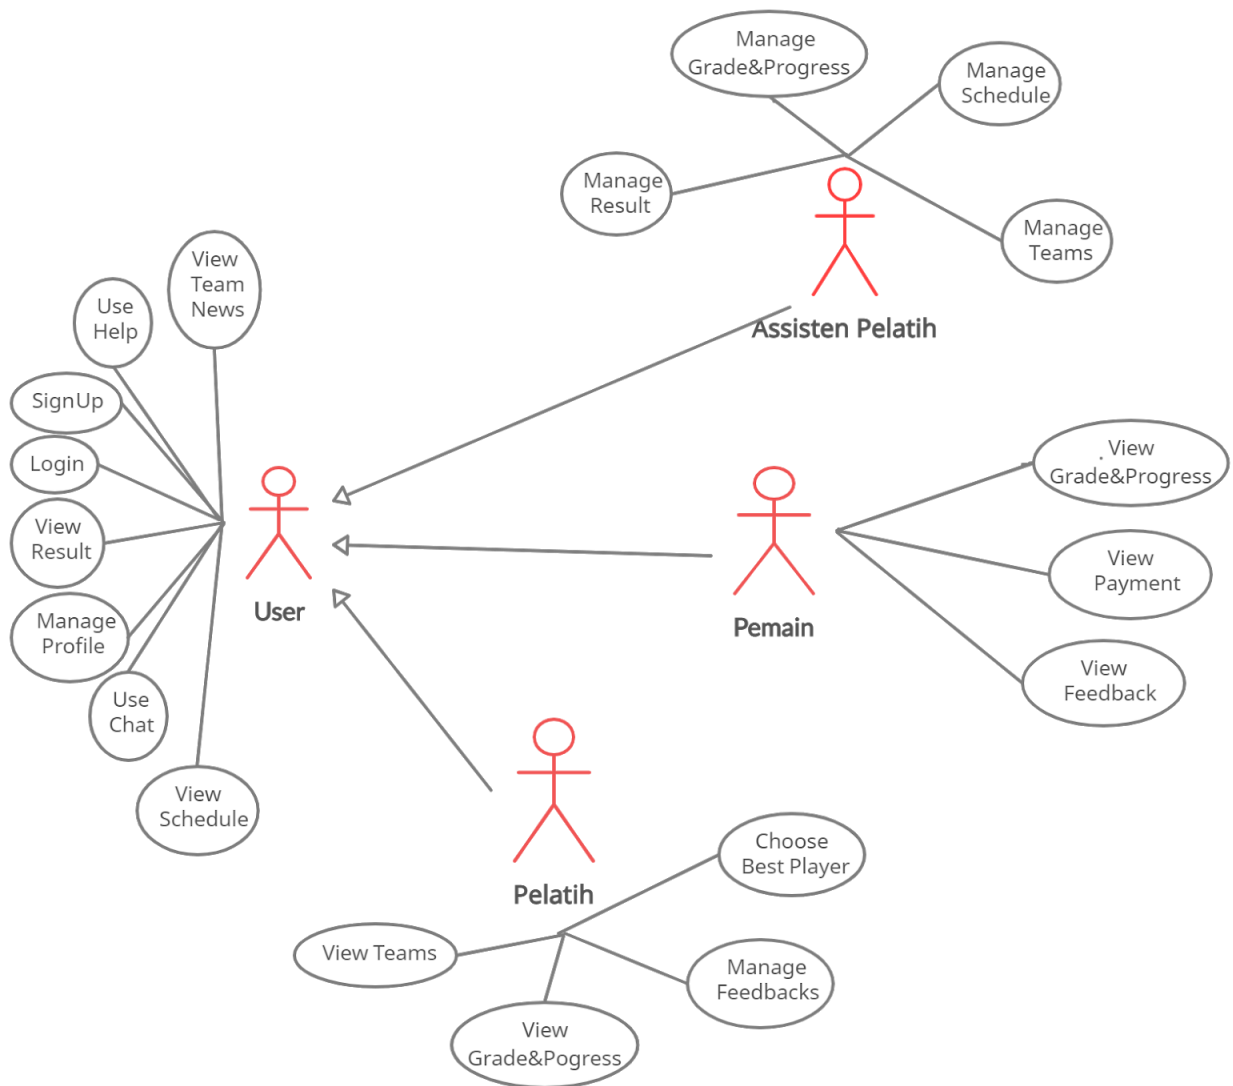 Manage
Grade&Progress
Manage
Schedule
Manage
Result
Manage
Teams
Assisten Pelatih
View
Team
News
Use
Help
SignUp
Login
View
Result
Manage
Profile
Use
Chat
View
Schedule
User
Pemain
View
Grade&Progress
View
Payment
View
Feedback
Pelatih
Choose
Best Player
View Teams
Manage
Feedbacks
View
Grade&Pogress